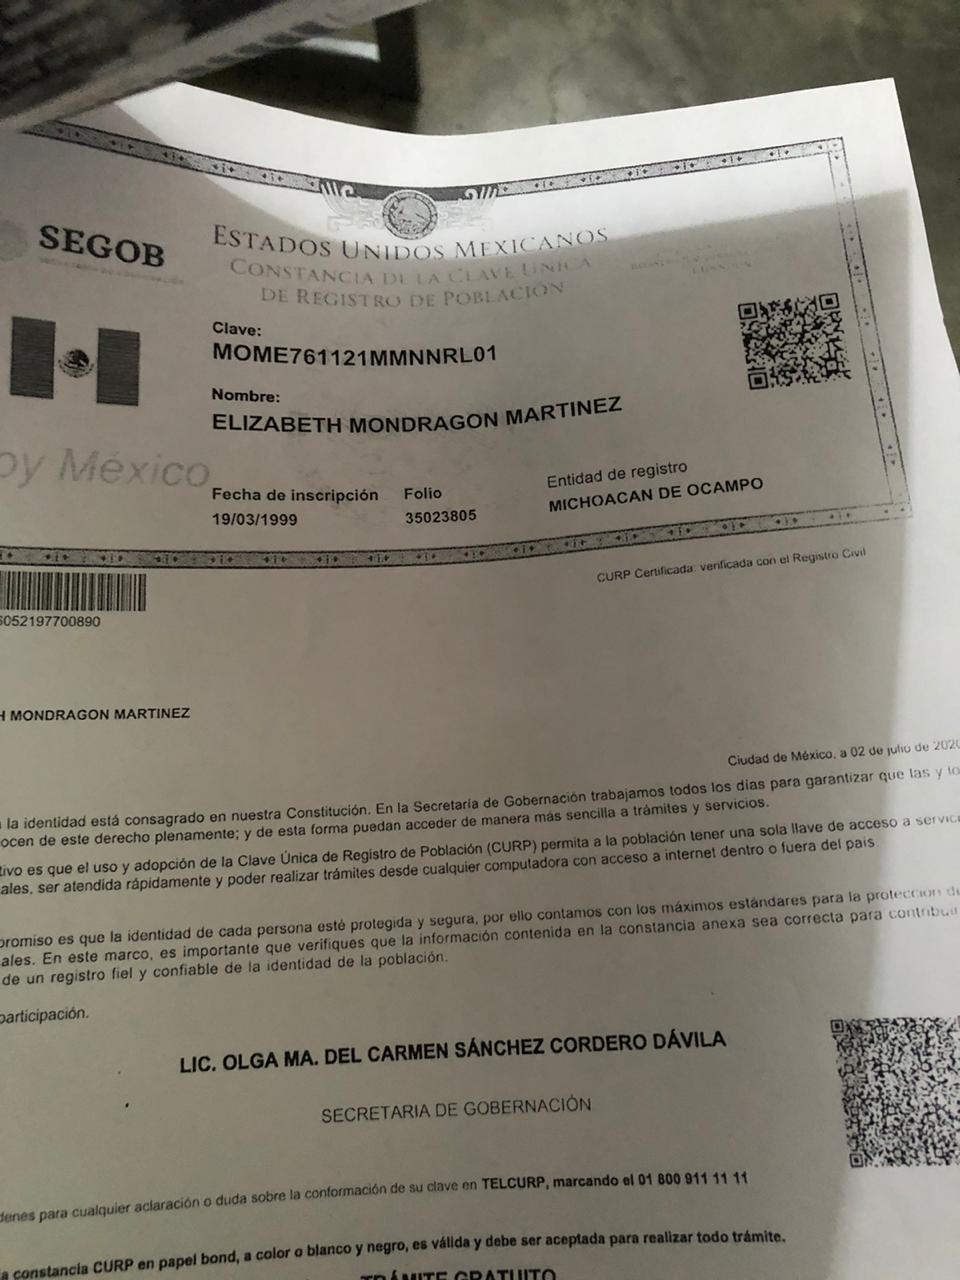 SEGOB
ESTADOS UNIDOS MEXICANOS
CONSTANCIA DE LA CLAVE ÚNICA
DE REGISTRO DE POBLACIÓN
Clave:
MOME761121MMNNRL01
Nombre:
ELIZABETH MONDRAGON MARTINEZ
oy México
Fecha de inscripción Folio Entidad de registro
19/03/1999 35023805 MICHOACAN DE OCAMPO
CURP Certificada: verificada con el Registro Civil
6052197700890
H MONDRAGON MARTINEZ
Ciudad de México, a 02 de julio de 2020
la identidad está consagrado en nuestra Constitución. En la Secretaría de Gobernación trabajamos todos los días para garantizar que las y lo
ocen de este derecho plenamente; y de esta forma puedan acceder de manera más sencilla a trámites y servicios.
tivo es que el uso y adopción de la Clave Única de Registro de Población (CURP) permita a la población tener una sola llave de acceso a servic
ales, ser atendida rápidamente y poder realizar trámites desde cualquier computadora con acceso a internet dentro o fuera del país
promiso es que la identidad de cada persona esté protegida y segura, por ello contamos con los máximos estándares para la protección de
ales. En este marco, es importante que verifiques que la información contenida en la constancia anexa sea correcta para contribuir
de un registro fiel y confiable de la identidad de la población.
participación.
LIC. OLGA MA. DEL CARMEN SÁNCHEZ CORDERO DÁVILA
SECRETARIA DE GOBERNACIÓN
denes para cualquier aclaración o duda sobre la conformación de su clave en TELCURP, marcando el 01 800 911 11 11
a constancia CURP en papel bond, a color o blanco y negro, es válida y debe ser aceptada para realizar todo trámite.
TRÁMITE GRATUITO